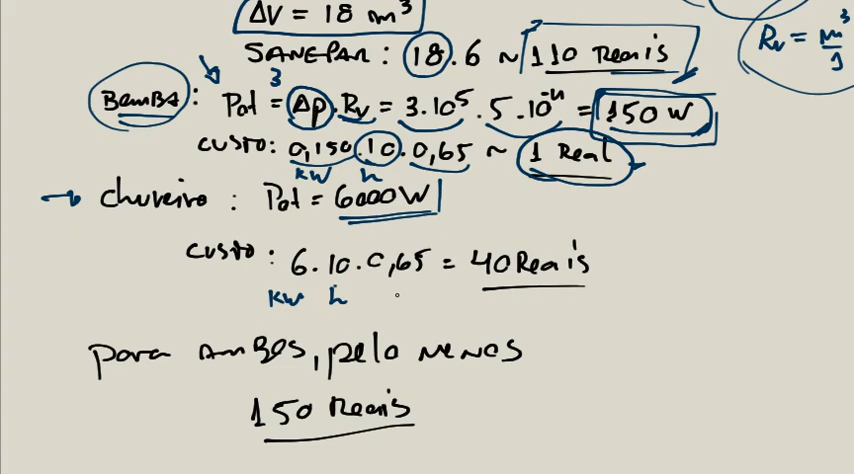 ΔV = 18 m³
SANEPAR : 18 . 6 ~ 110 Reais
Rv = m³/s
BOMBA : Pot = Δp . Rv = 3.10⁵ . 5.10⁻⁴ = 150 W
3
custo: 0,150 . 10 . 0,65 ~ 1 Real
kW h
→ chuveiro : Pot = 6000W
custo : 6 . 10 . 0,65 = 40 Reais
kW h
para ambos, pelo menos
150 Reais